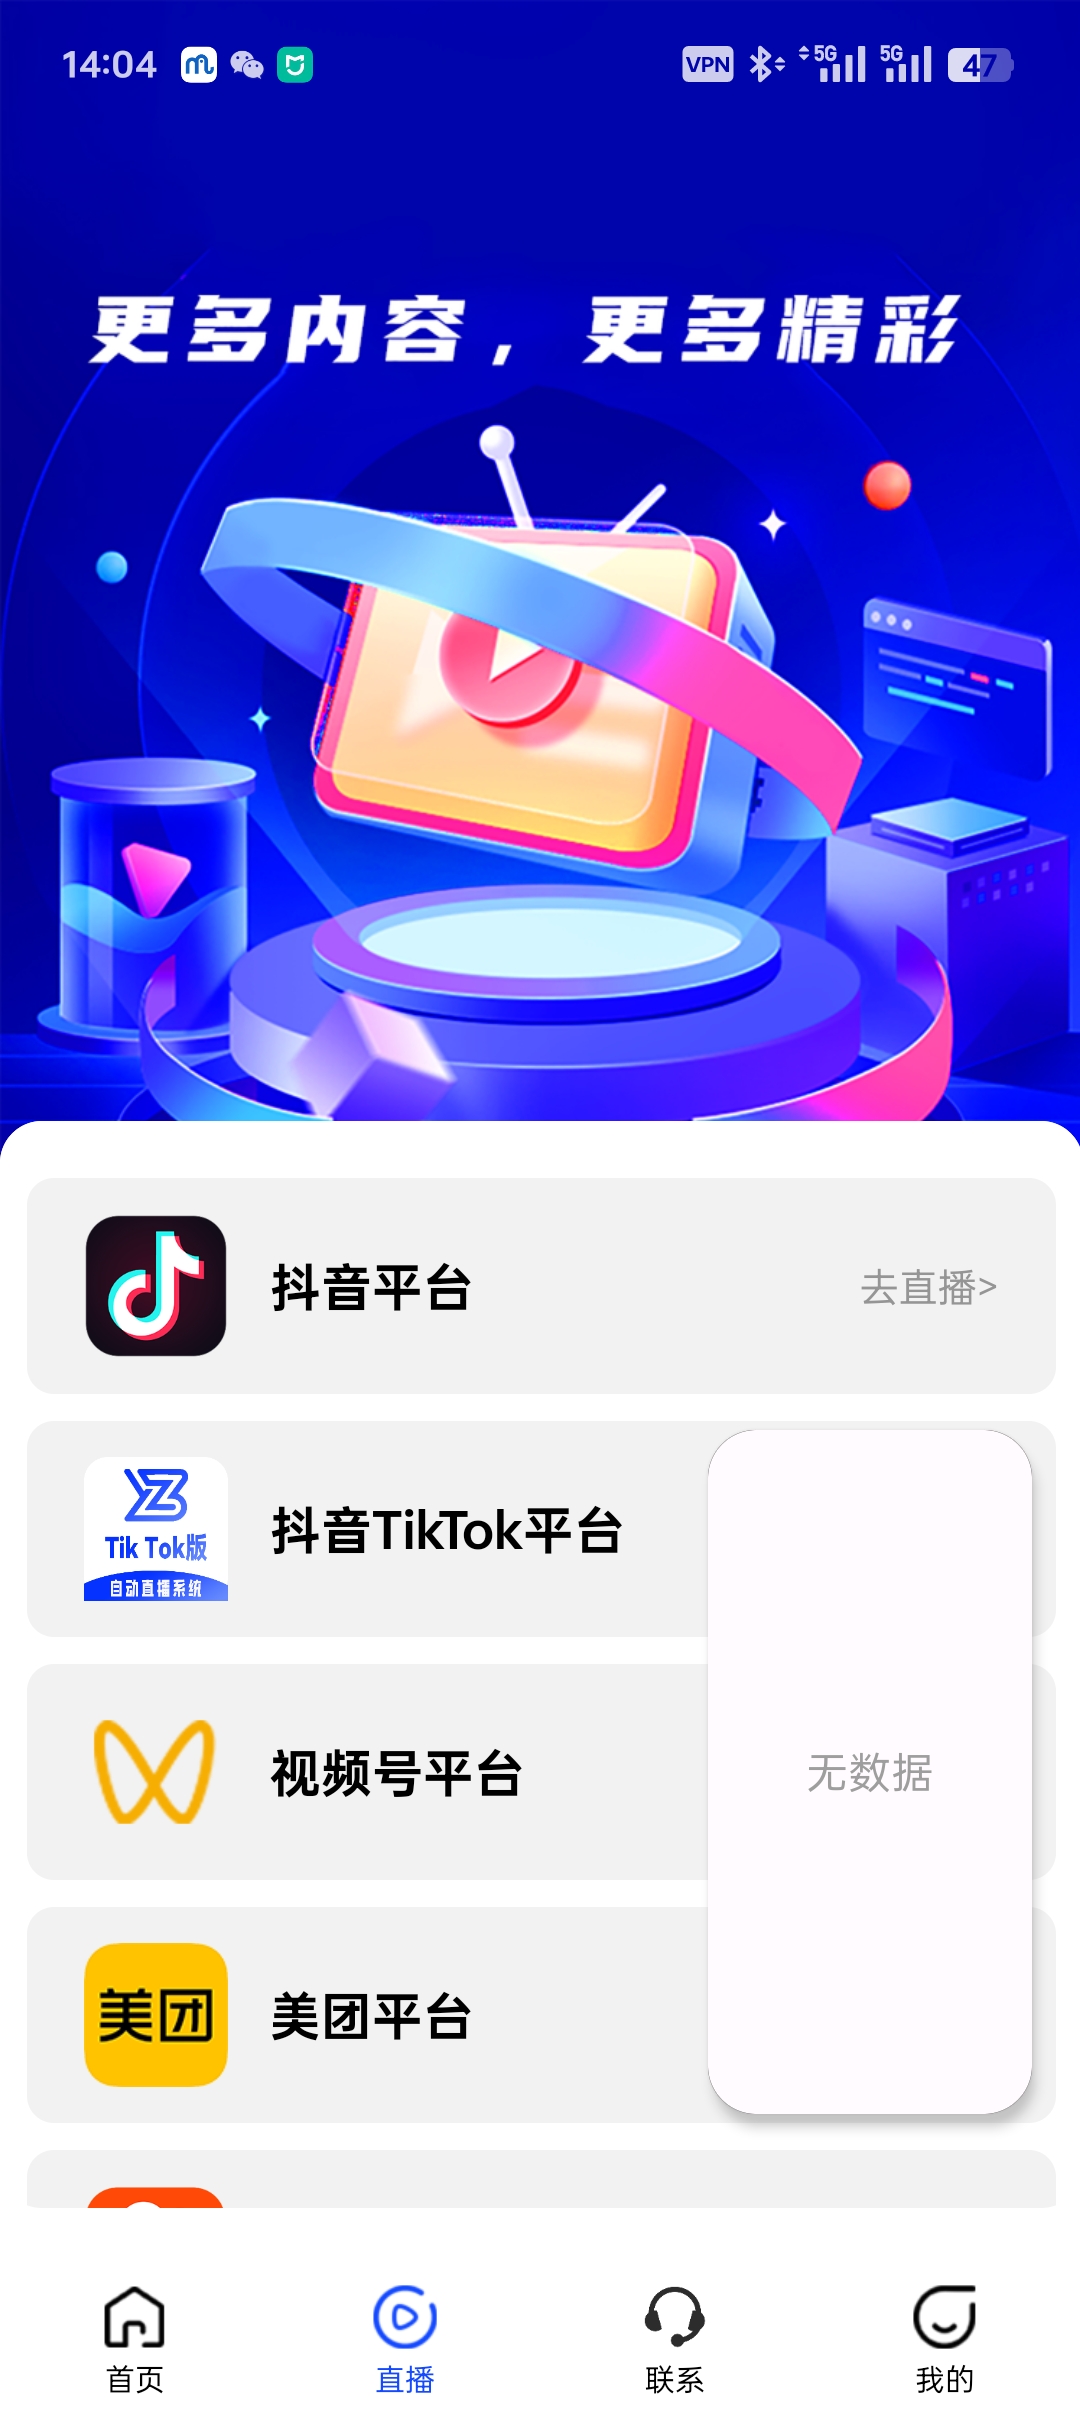 14:04
VPN 5G 5G 47
更多内容，更多精彩
抖音平台
去直播>
Tik Tok版
自动直播系统
抖音TikTok平台
视频号平台
无数据
美团
美团平台
首页 直播 联系 我的